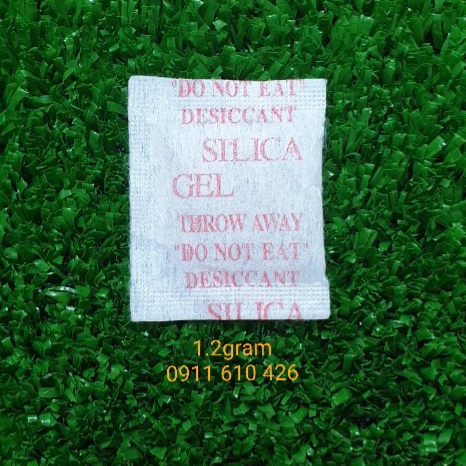 "DO NOT EAT"
DESICCANT
SILICA
GEL
THROW AWAY
"DO NOT EAT"
DESICCANT
SILICA
1.2gram
0911 610 426